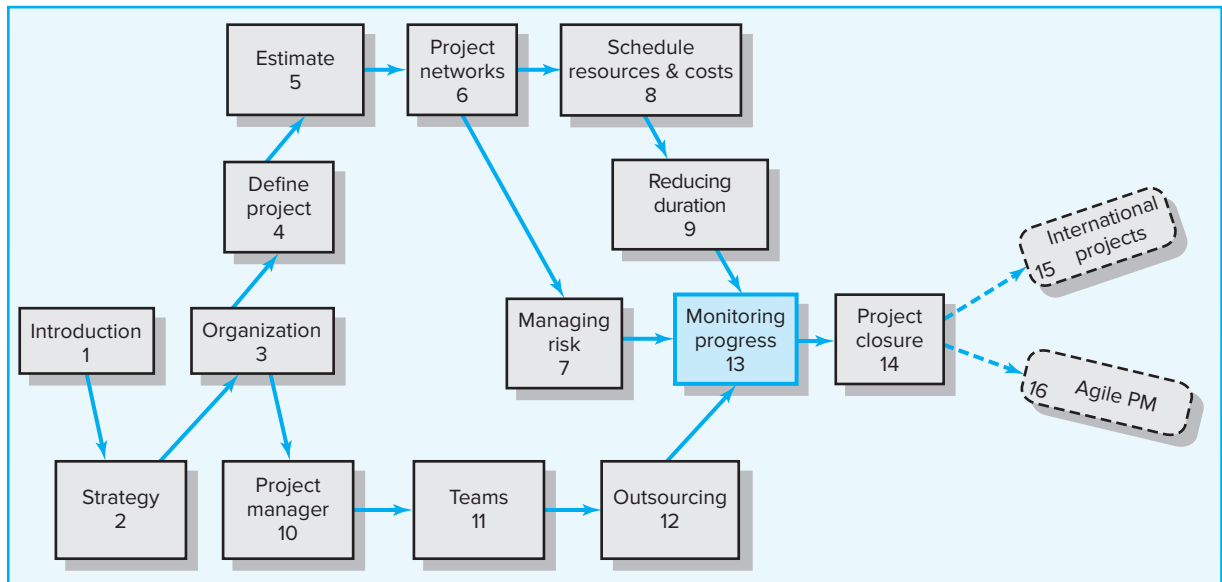 Estimate
5
Project
networks
6
Schedule
resources & costs
8
Define
project
4
Reducing
duration
9
International
projects
15
Introduction
1
Organization
3
Managing
risk
7
Monitoring
progress
13
Project
closure
14
16 Agile PM
Strategy
2
Project
manager
10
Teams
11
Outsourcing
12